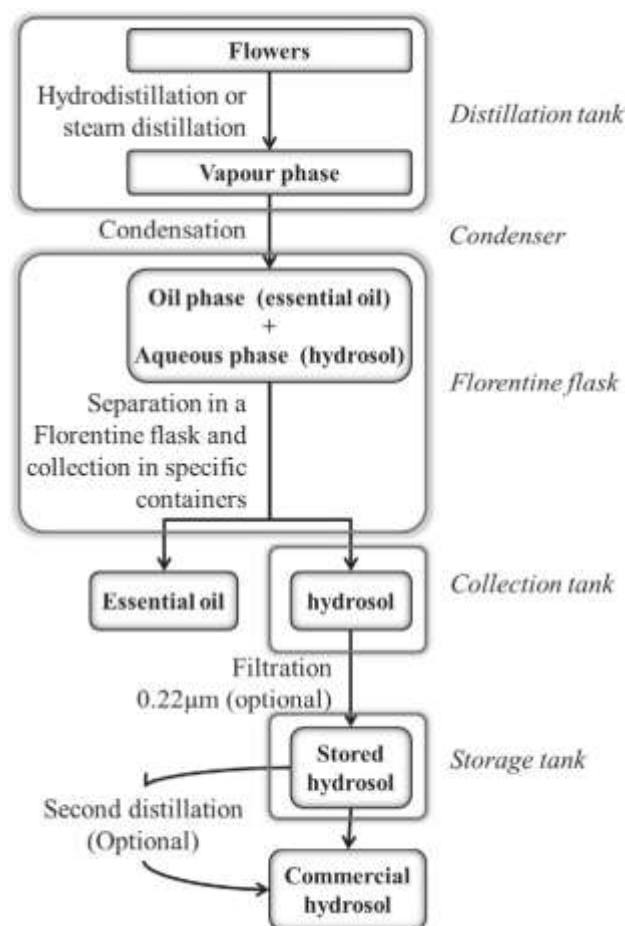 Flowers
Hydrodistillation or
steam distillation
Distillation tank
Vapour phase
Condensation
Condenser
Oil phase (essential oil)
+
Aqueous phase (hydrosol)
Florentine flask
Separation in a
Florentine flask and
collection in specific
containers
Essential oil
hydrosol
Collection tank
Filtration
0.22µm (optional)
Stored
hydrosol
Storage tank
Second distillation
(Optional)
Commercial
hydrosol